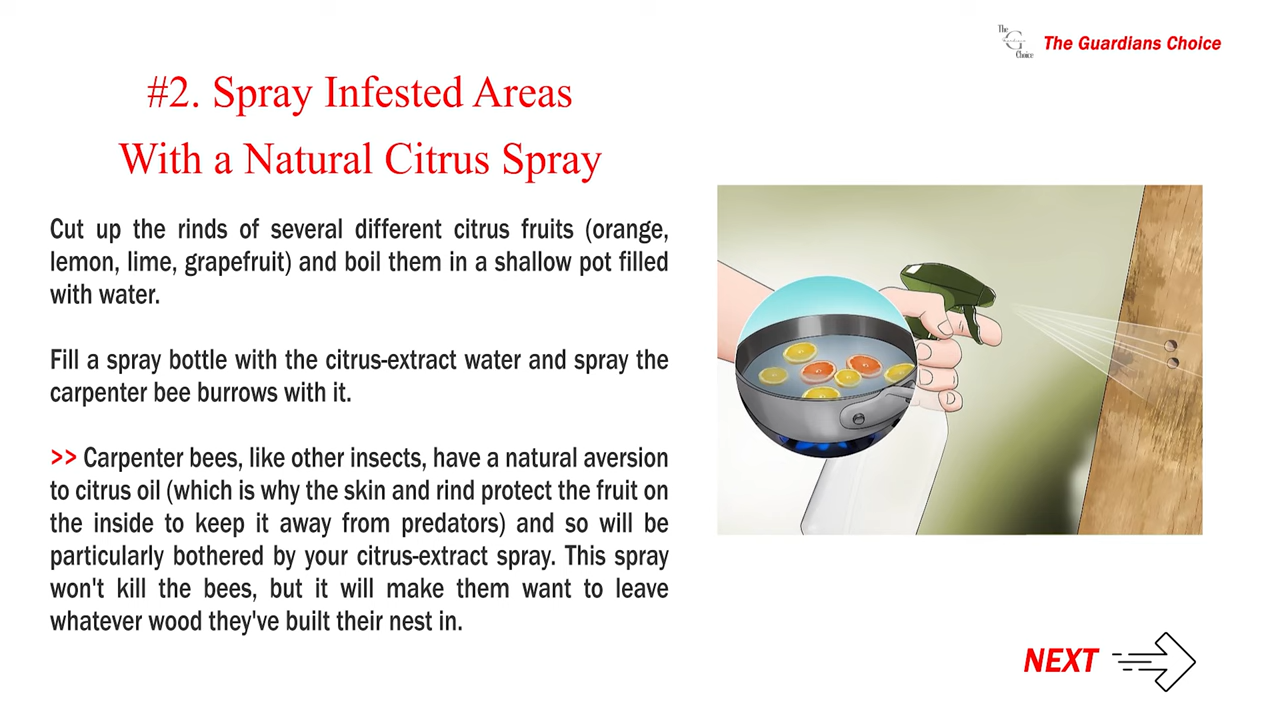 The
G
Choice
The Guardians Choice
#2. Spray Infested Areas
With a Natural Citrus Spray
Cut up the rinds of several different citrus fruits (orange,
lemon, lime, grapefruit) and boil them in a shallow pot filled
with water.
Fill a spray bottle with the citrus-extract water and spray the
carpenter bee burrows with it.
>> Carpenter bees, like other insects, have a natural aversion
to citrus oil (which is why the skin and rind protect the fruit on
the inside to keep it away from predators) and so will be
particularly bothered by your citrus-extract spray. This spray
won't kill the bees, but it will make them want to leave
whatever wood they've built their nest in.
NEXT